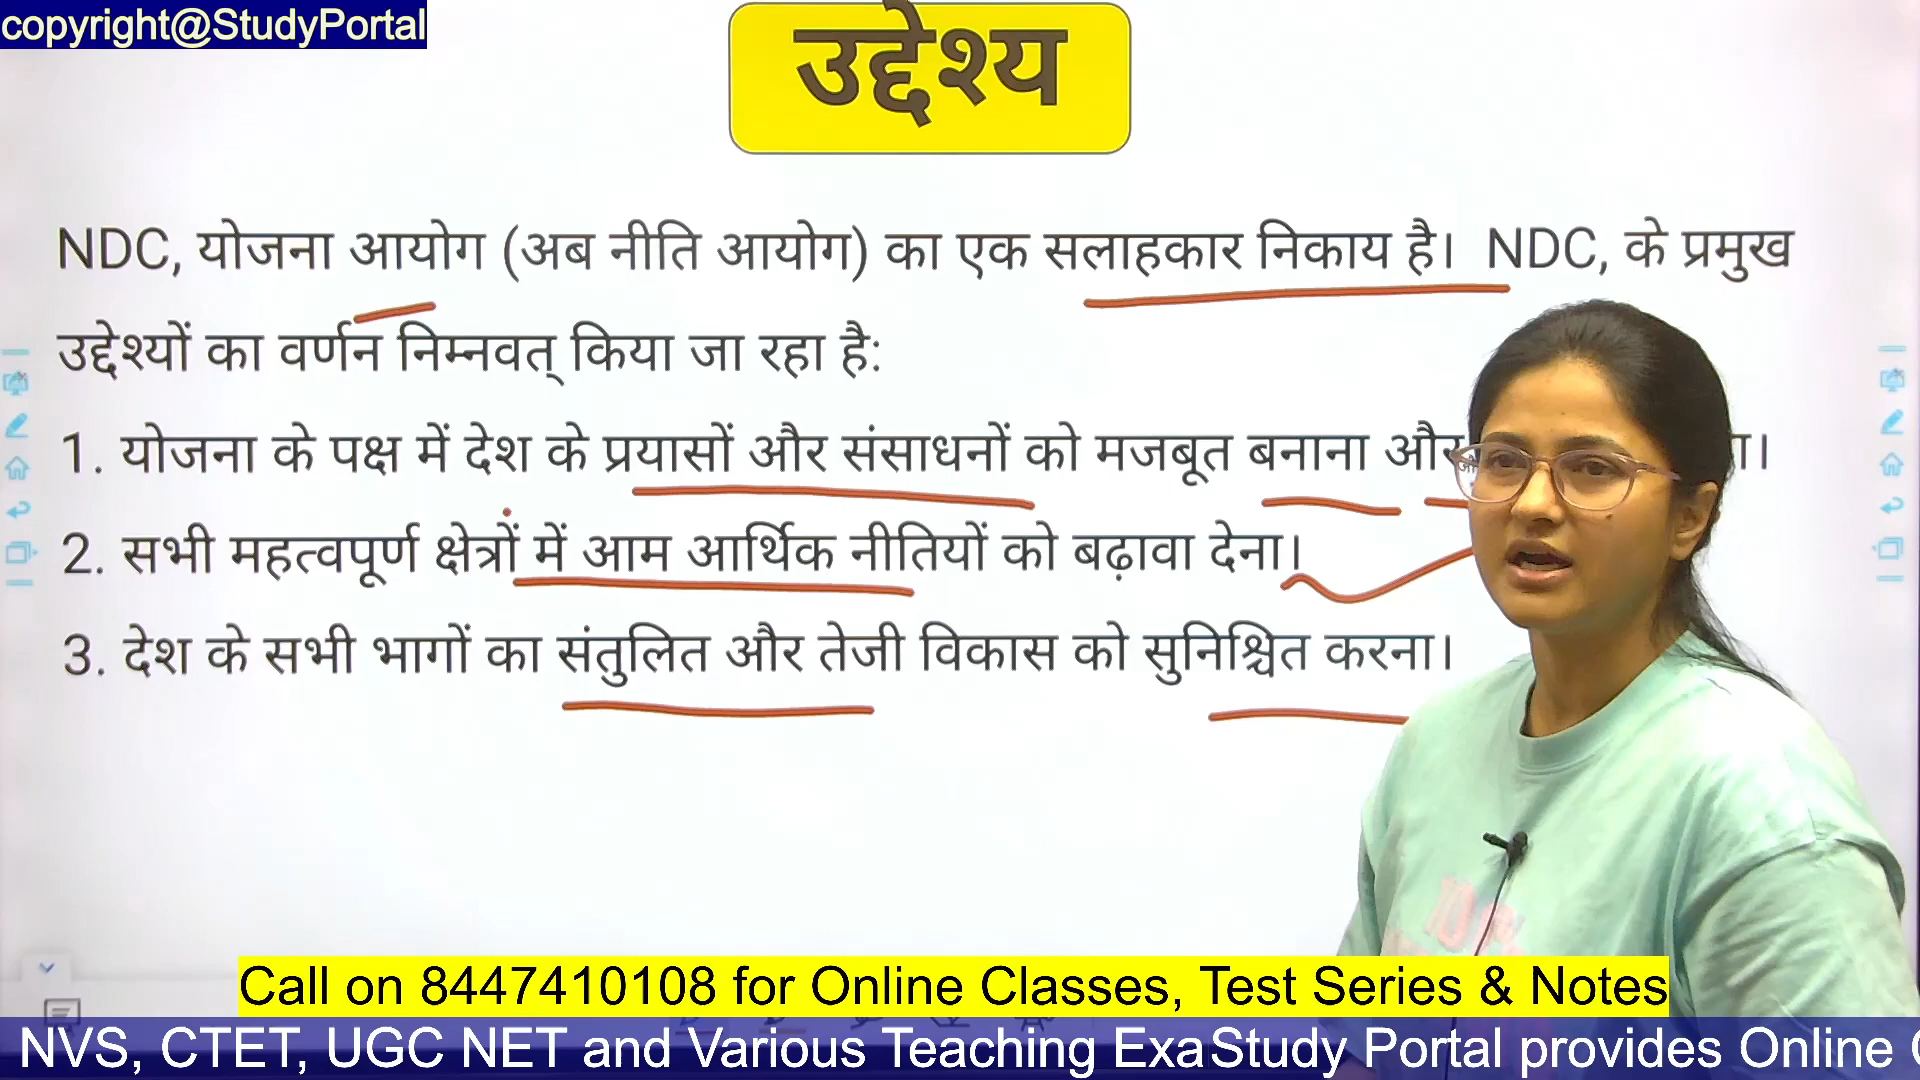 copyright@StudyPortal
उद्देश्य
NDC, योजना आयोग (अब नीति आयोग) का एक सलाहकार निकाय है। NDC, के प्रमुख
उद्देश्यों का वर्णन निम्नवत् किया जा रहा है:
1. योजना के पक्ष में देश के प्रयासों और संसाधनों को मजबूत बनाना और
2. सभी महत्वपूर्ण क्षेत्रों में आम आर्थिक नीतियों को बढ़ावा देना।
3. देश के सभी भागों का संतुलित और तेजी विकास को सुनिश्चित करना।
Call on 8447410108 for Online Classes, Test Series & Notes
NVS, CTET, UGC NET and Various Teaching ExaStudy Portal provides Online